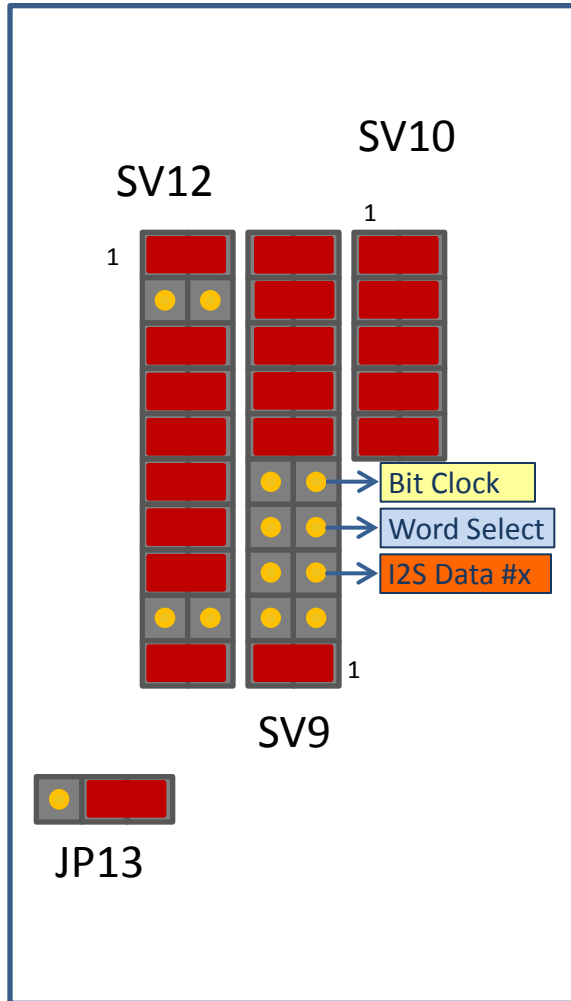 SV10
SV12
1
1
Bit Clock
Word Select
I2S Data #x
1
SV9
JP13